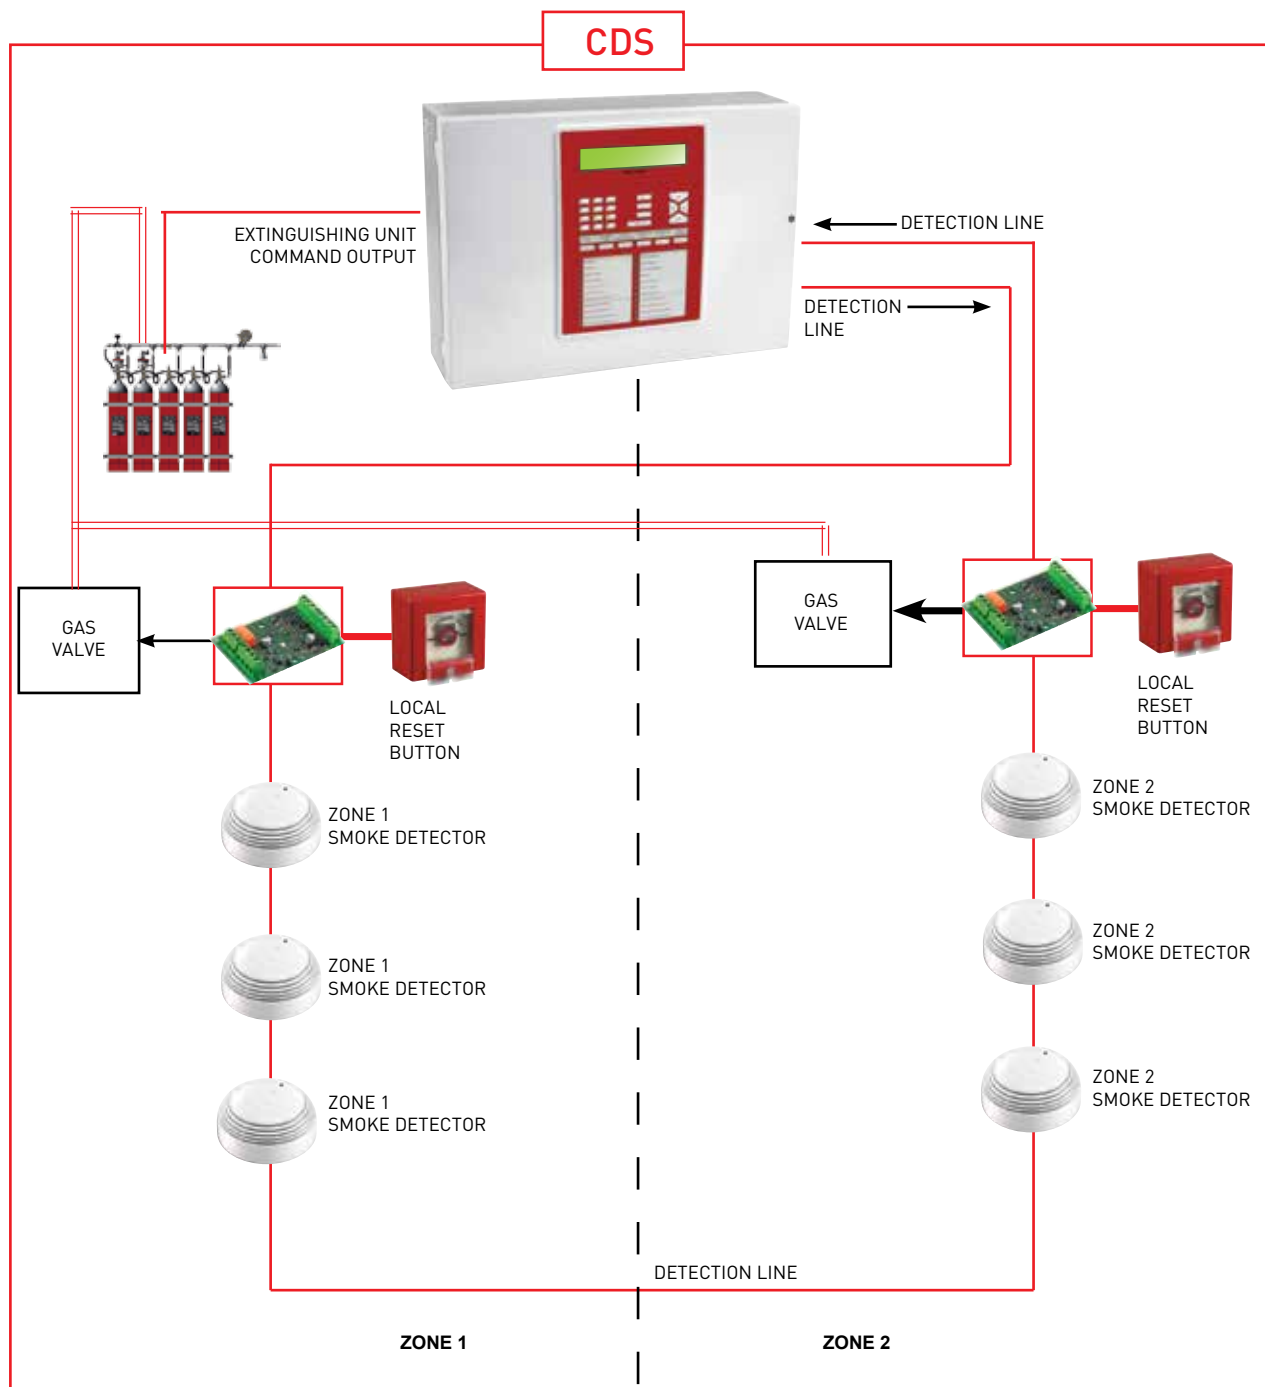 CDS
EXTINGUISHING UNIT
COMMAND OUTPUT
DETECTION LINE
DETECTION
LINE
GAS
VALVE
LOCAL
RESET
BUTTON
GAS
VALVE
LOCAL
RESET
BUTTON
ZONE 1
SMOKE DETECTOR
ZONE 2
SMOKE DETECTOR
ZONE 1
SMOKE DETECTOR
ZONE 2
SMOKE DETECTOR
ZONE 1
SMOKE DETECTOR
ZONE 2
SMOKE DETECTOR
DETECTION LINE
ZONE 1
ZONE 2